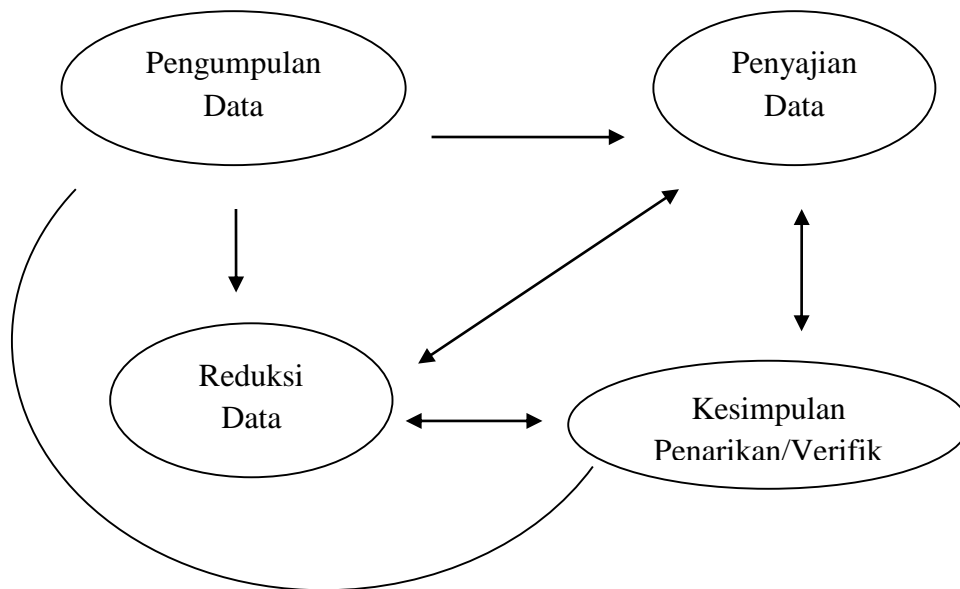 Pengumpulan
Data
Penyajian
Data
Reduksi
Data
Kesimpulan
Penarikan/Verifik